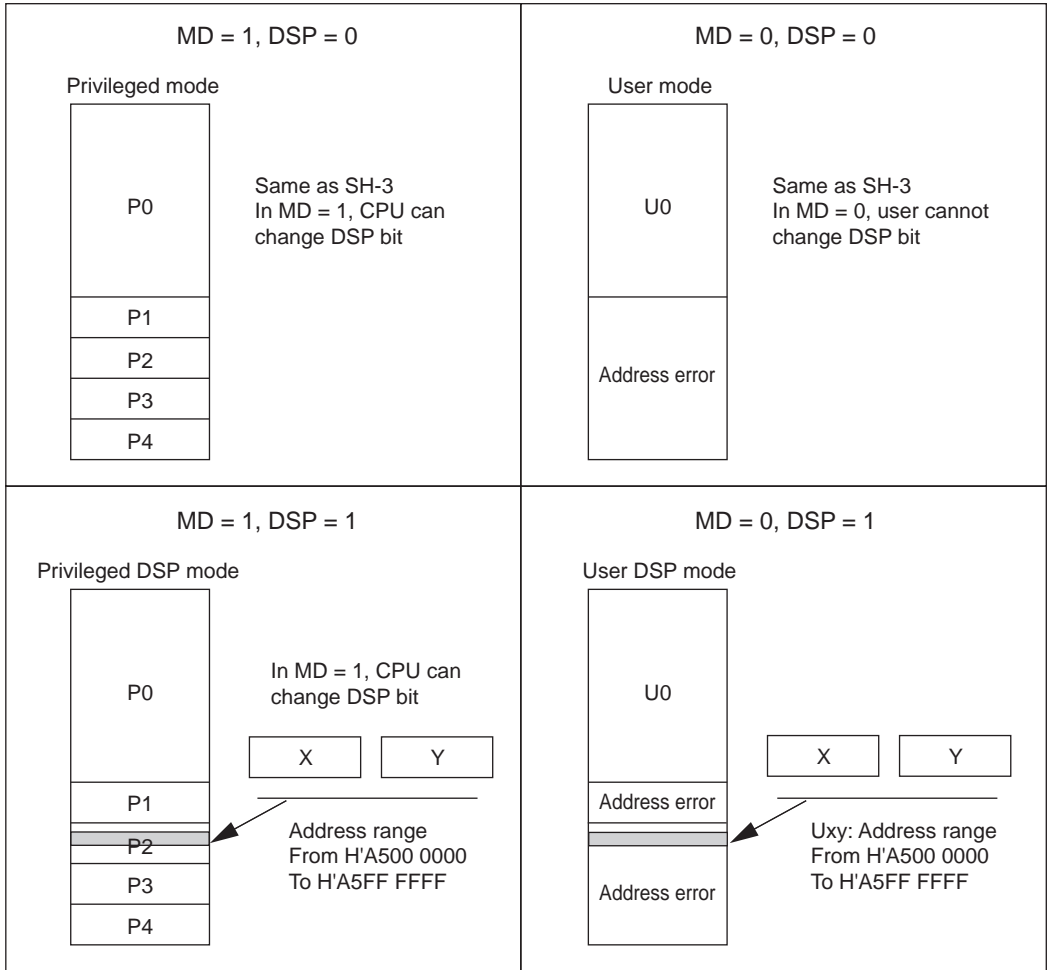 MD = 1, DSP = 0
Privileged mode
P0
Same as SH-3
In MD = 1, CPU can
change DSP bit
P1
P2
P3
P4
MD = 0, DSP = 0
User mode
U0
Same as SH-3
In MD = 0, user cannot
change DSP bit
Address error
MD = 1, DSP = 1
Privileged DSP mode
P0
In MD = 1, CPU can
change DSP bit
X
Y
P1
P2
P3
P4
Address range
From H'A500 0000
To H'A5FF FFFF
MD = 0, DSP = 1
User DSP mode
U0
X
Y
Address error
Uxy: Address range
From H'A500 0000
To H'A5FF FFFF
Address error